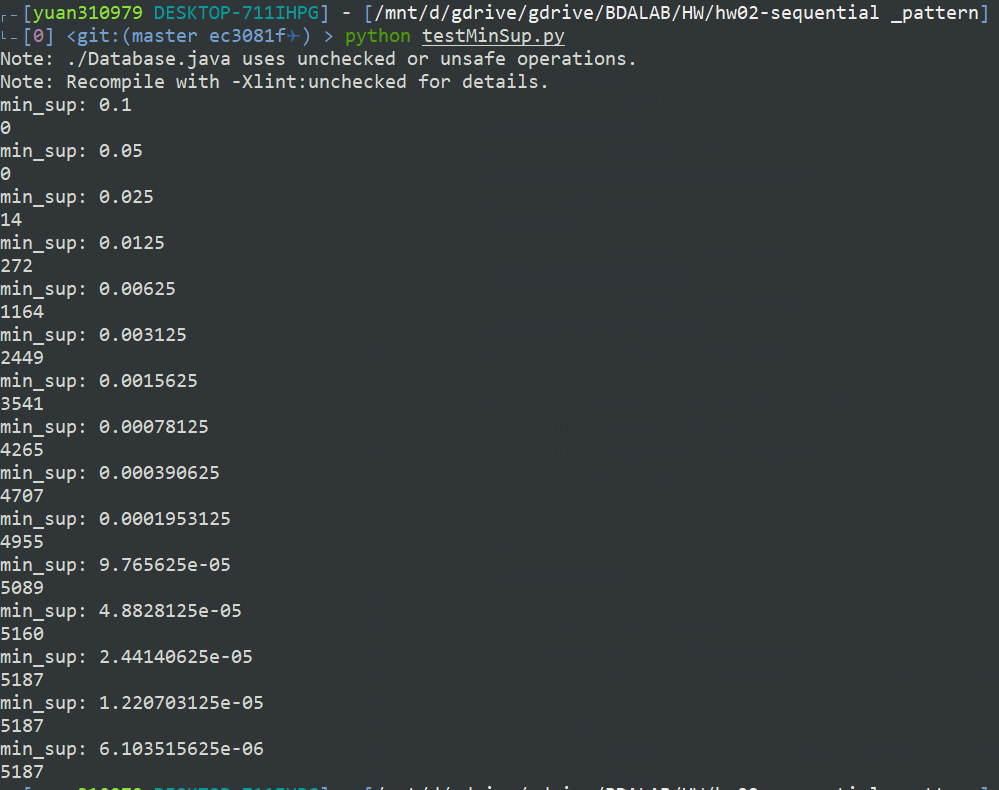 ┌─[yuan310979 DESKTOP-711IHPG] - [/mnt/d/gdrive/gdrive/BDALAB/HW/hw02-sequential _pattern]
└─[0] <git:(master ec3081f✈) > python testMinSup.py
Note: ./Database.java uses unchecked or unsafe operations.
Note: Recompile with -Xlint:unchecked for details.
min_sup: 0.1
0
min_sup: 0.05
0
min_sup: 0.025
14
min_sup: 0.0125
272
min_sup: 0.00625
1164
min_sup: 0.003125
2449
min_sup: 0.0015625
3541
min_sup: 0.00078125
4265
min_sup: 0.000390625
4707
min_sup: 0.0001953125
4955
min_sup: 9.765625e-05
5089
min_sup: 4.8828125e-05
5160
min_sup: 2.44140625e-05
5187
min_sup: 1.220703125e-05
5187
min_sup: 6.103515625e-06
5187